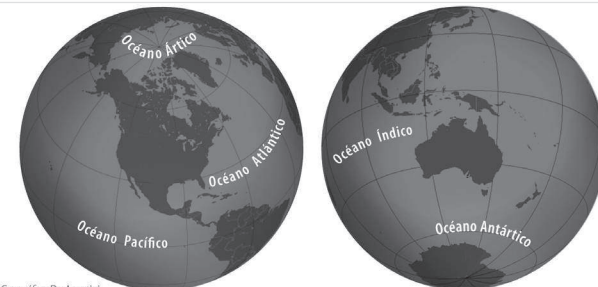 Océano Ártico
Océano Atlántico
Océano Pacífico
Océano Índico
Océano Antártico